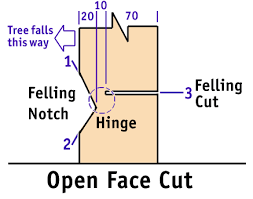 10
20 70
Tree falls
this way
1
Felling
Notch
3 Felling
Cut
Hinge
2
Open Face Cut